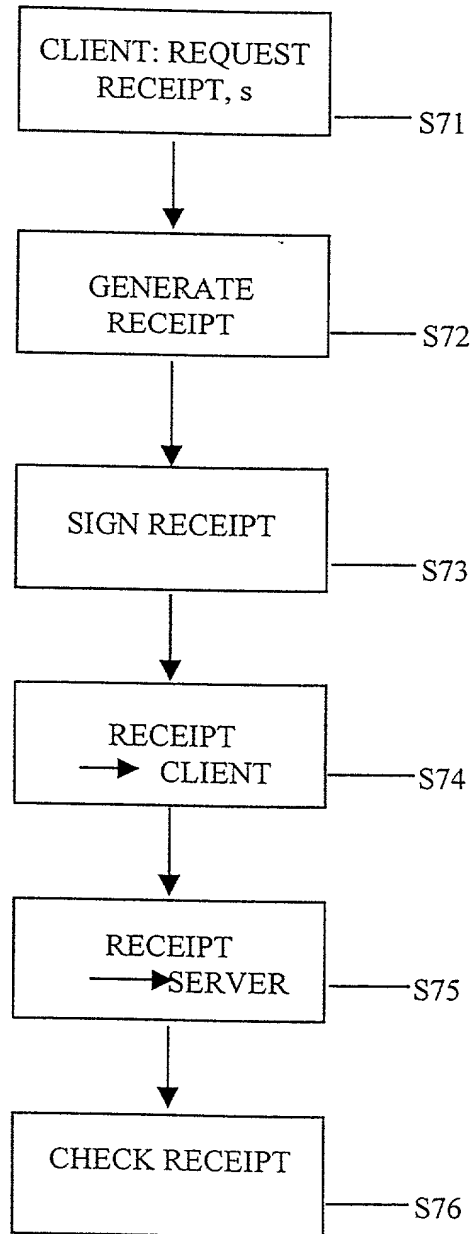 CLIENT: REQUEST
RECEIPT, s
S71
GENERATE
RECEIPT
S72
SIGN RECEIPT
S73
RECEIPT
CLIENT
S74
RECEIPT
SERVER
S75
CHECK RECEIPT
S76